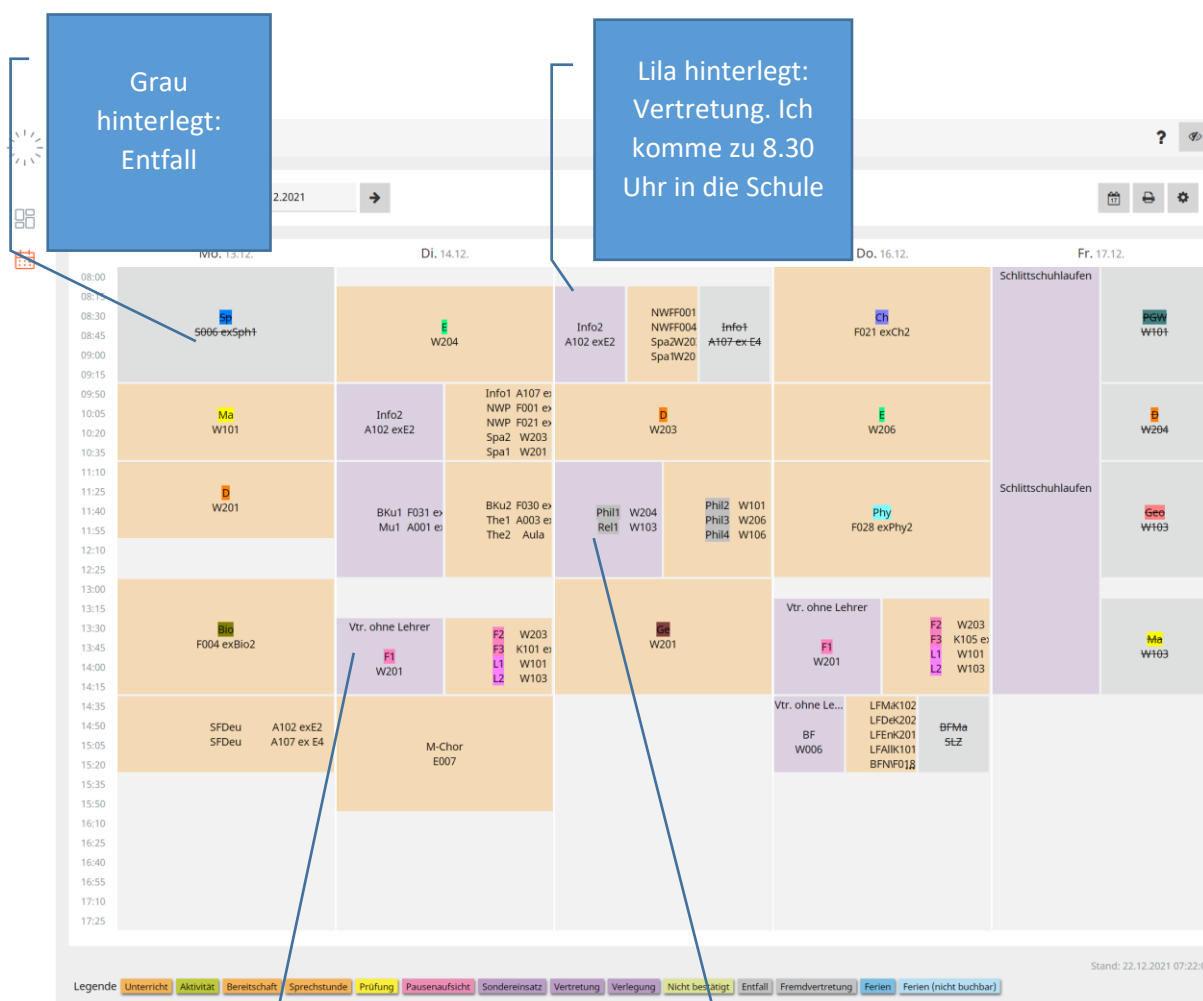 Grau
hinterlegt:
Entfall
Lila hinterlegt:
Vertretung. Ich
komme zu 8.30
Uhr in die Schule
?
2.2021
17
Mo. 13.12.
Di. 14.12.
Do. 16.12.
Fr. 17.12.
08:00
08:15
08:30
08:45
09:00
09:15
09:50
10:05
10:20
10:35
11:10
11:25
11:40
11:55
12:10
12:25
13:00
13:15
13:30
13:45
14:00
14:15
14:35
14:50
15:05
15:20
15:35
15:50
16:10
16:25
16:40
16:55
17:10
17:25
Sp
S006 exSph1
Ma
W101
D
W201
Bio
F004 exBio2
SFDeu A102 exE2
SFDeu A107 ex E4
E
W204
Info2
A102 exE2
Info1 A107 ex
NWP F001 ex
NWP F021 ex
Spa2 W203
Spa1 W201
BKu1 F031 ex
Mu1 A001 ex
BKu2 F030 ex
The1 A003 ex
The2 Aula
Vtr. ohne Lehrer
F1
W201
F2 W203
F3 K101 ex
L1 W101
L2 W103
M-Chor
E007
Info2
A102 exE2
NWFF001
NWFF004
Spa2W20
Spa1W20
Info1
A107 ex E4
D
W203
Phil1 W204
Rel1 W103
Phil2 W101
Phil3 W206
Phil4 W106
Ge
W201
Ch
F021 exCh2
E
W206
Phy
F028 exPhy2
Vtr. ohne Lehrer
F1
W201
F2 W203
F3 K105 ex
L1 W101
L2 W103
Vtr. ohne Le...
BF
W006
LFMaK102
LFDeK202
LFEnK201
LFAllK101
BFNWF018
BFMa
SLZ
Schlittschuhlaufen
Schlittschuhlaufen
PGW
W101
D
W204
Geo
W103
Ma
W103
Stand: 22.12.2021 07:22:
Legende Unterricht Aktivität Bereitschaft Sprechstunde Prüfung Pausenaufsicht Sondereinsatz Vertretung Verlegung Nicht bestätigt Entfall Fremdvertretung Ferien Ferien (nicht buchbar)